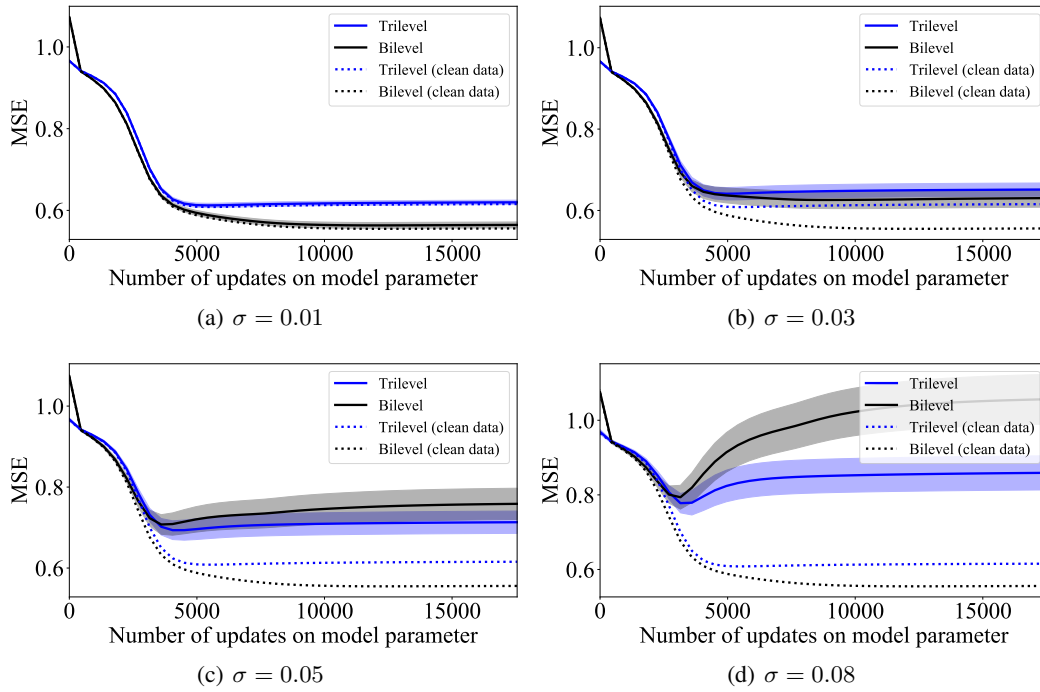 MSE
1.0
0.8
0.6
Trilevel
Bilevel
Trilevel (clean data)
Bilevel (clean data)
0 5000 10000 15000
Number of updates on model parameter
(a) σ = 0.01
MSE
1.0
0.8
0.6
Trilevel
Bilevel
Trilevel (clean data)
Bilevel (clean data)
0 5000 10000 15000
Number of updates on model parameter
(b) σ = 0.03
MSE
1.0
0.8
0.6
Trilevel
Bilevel
Trilevel (clean data)
Bilevel (clean data)
0 5000 10000 15000
Number of updates on model parameter
(c) σ = 0.05
MSE
1.0
0.8
0.6
Trilevel
Bilevel
Trilevel (clean data)
Bilevel (clean data)
0 5000 10000 15000
Number of updates on model parameter
(d) σ = 0.08